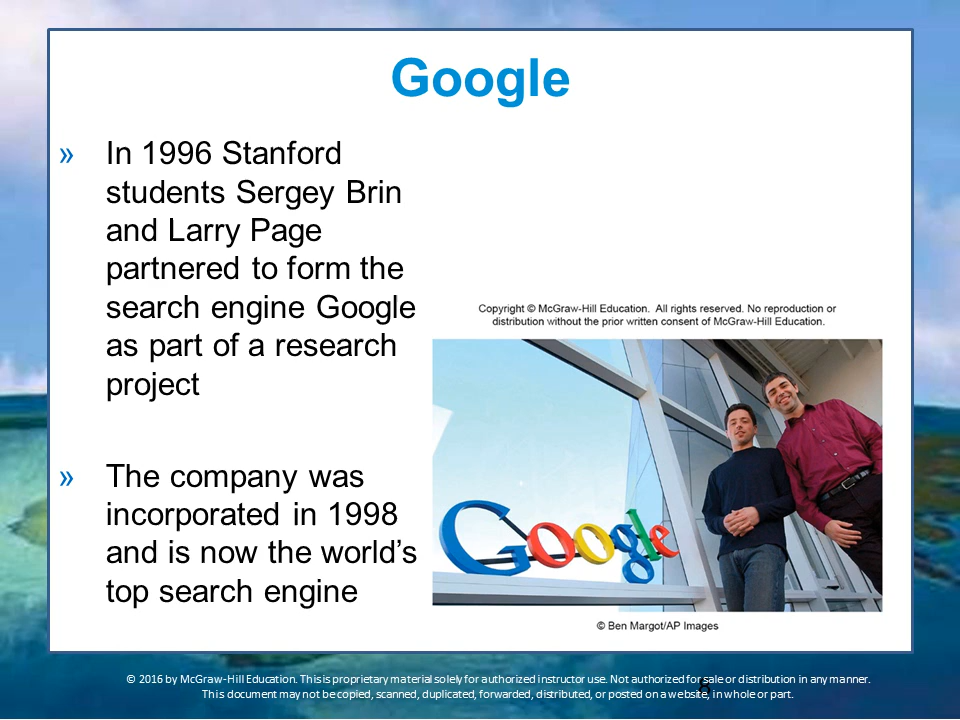 Google
» In 1996 Stanford
students Sergey Brin
and Larry Page
partnered to form the
search engine Google
as part of a research
project
» The company was
incorporated in 1998
and is now the world’s
top search engine
Copyright © McGraw-Hill Education. All rights reserved. No reproduction or
distribution without the prior written consent of McGraw-Hill Education.
Google
© Ben Margot/AP Images
© 2016 by McGraw-Hill Education. This is proprietary material solely for authorized instructor use. Not authorized for sale or distribution in any manner.
This document may not be copied, scanned, duplicated, forwarded, distributed, or posted on a website, in whole or part.